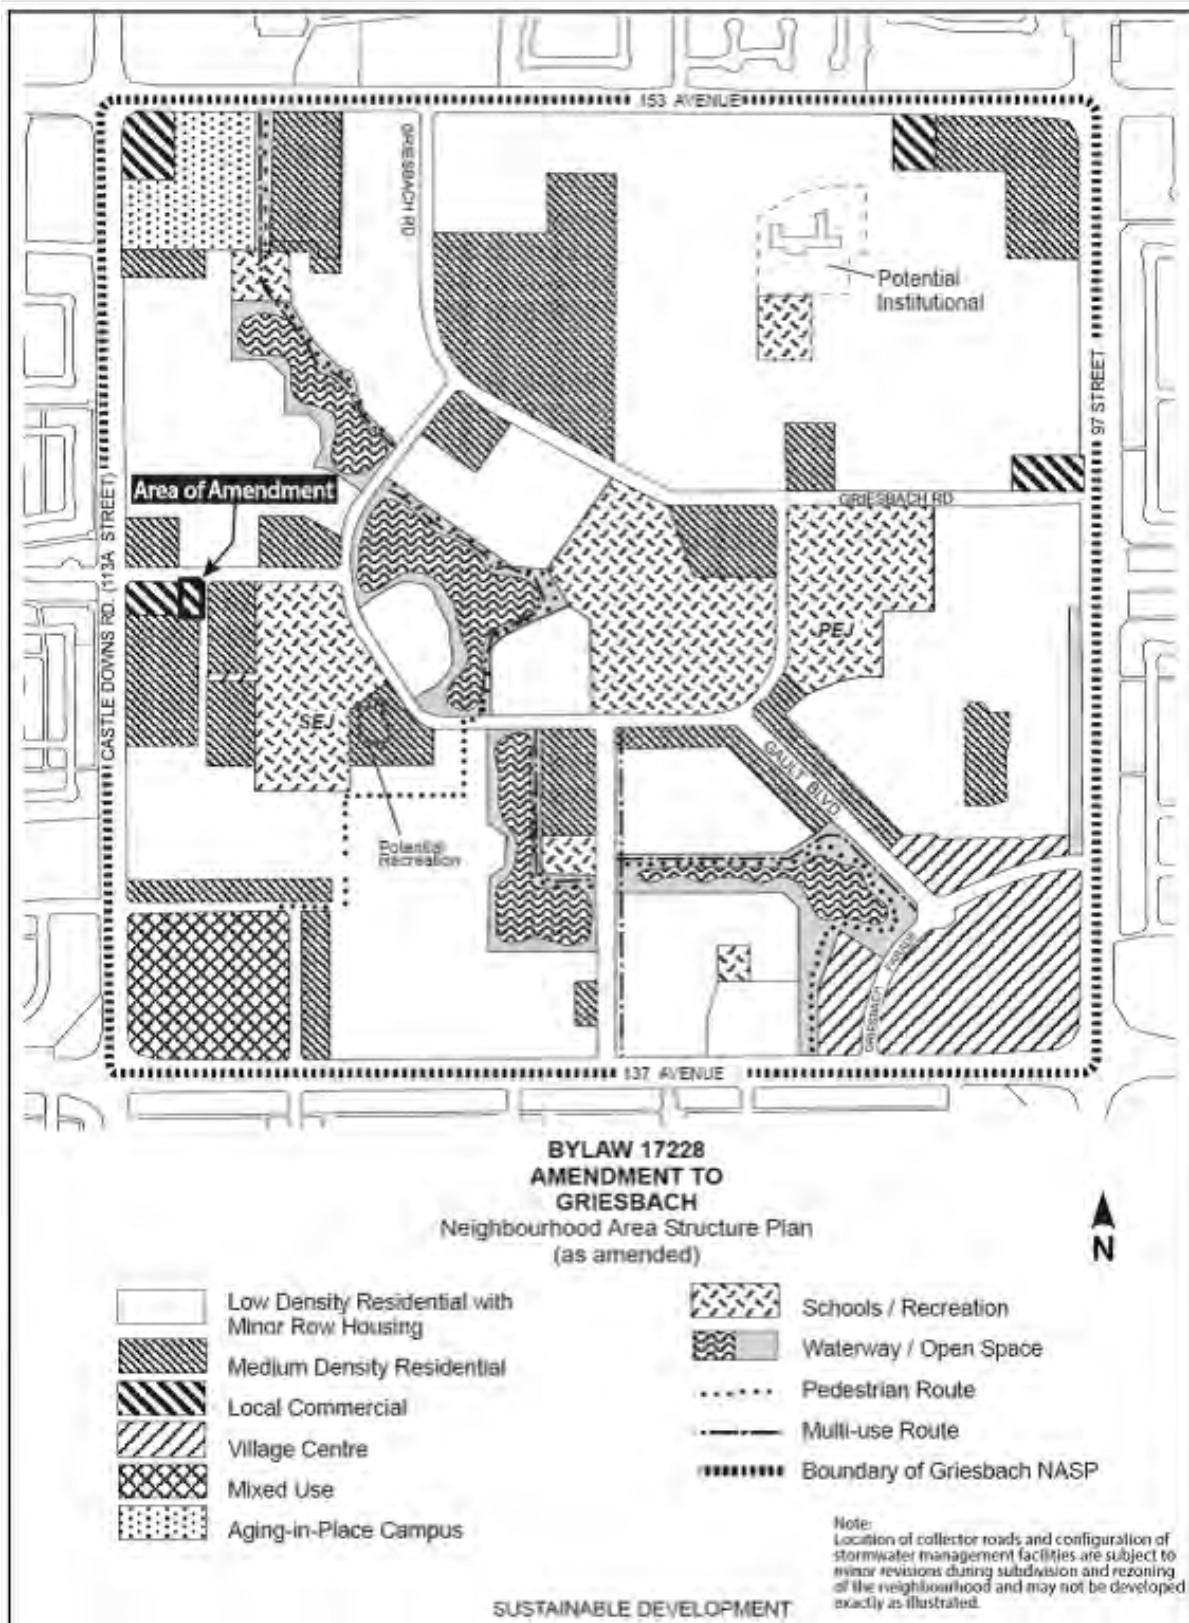 153 AVENUE
GRIESBACH RD
Potential
Institutional
97 STREET
Area of Amendment
CASTLE DOWNS RD. (113A STREET)
GRIESBACH RD
PEJ
SEJ
GAULT BLVD
Potential
Recreation
GRIESBACH PARADE
137 AVENUE
BYLAW 17228
AMENDMENT TO
GRIESBACH
Neighbourhood Area Structure Plan
(as amended)
N
Low Density Residential with
Minor Row Housing
Medium Density Residential
Local Commercial
Village Centre
Mixed Use
Aging-in-Place Campus
Schools / Recreation
Waterway / Open Space
Pedestrian Route
Multi-use Route
Boundary of Griesbach NASP
Note:
Location of collector roads and configuration of
stormwater management facilities are subject to
minor revisions during subdivision and rezoning
of the neighbourhood and may not be developed
exactly as illustrated.
SUSTAINABLE DEVELOPMENT